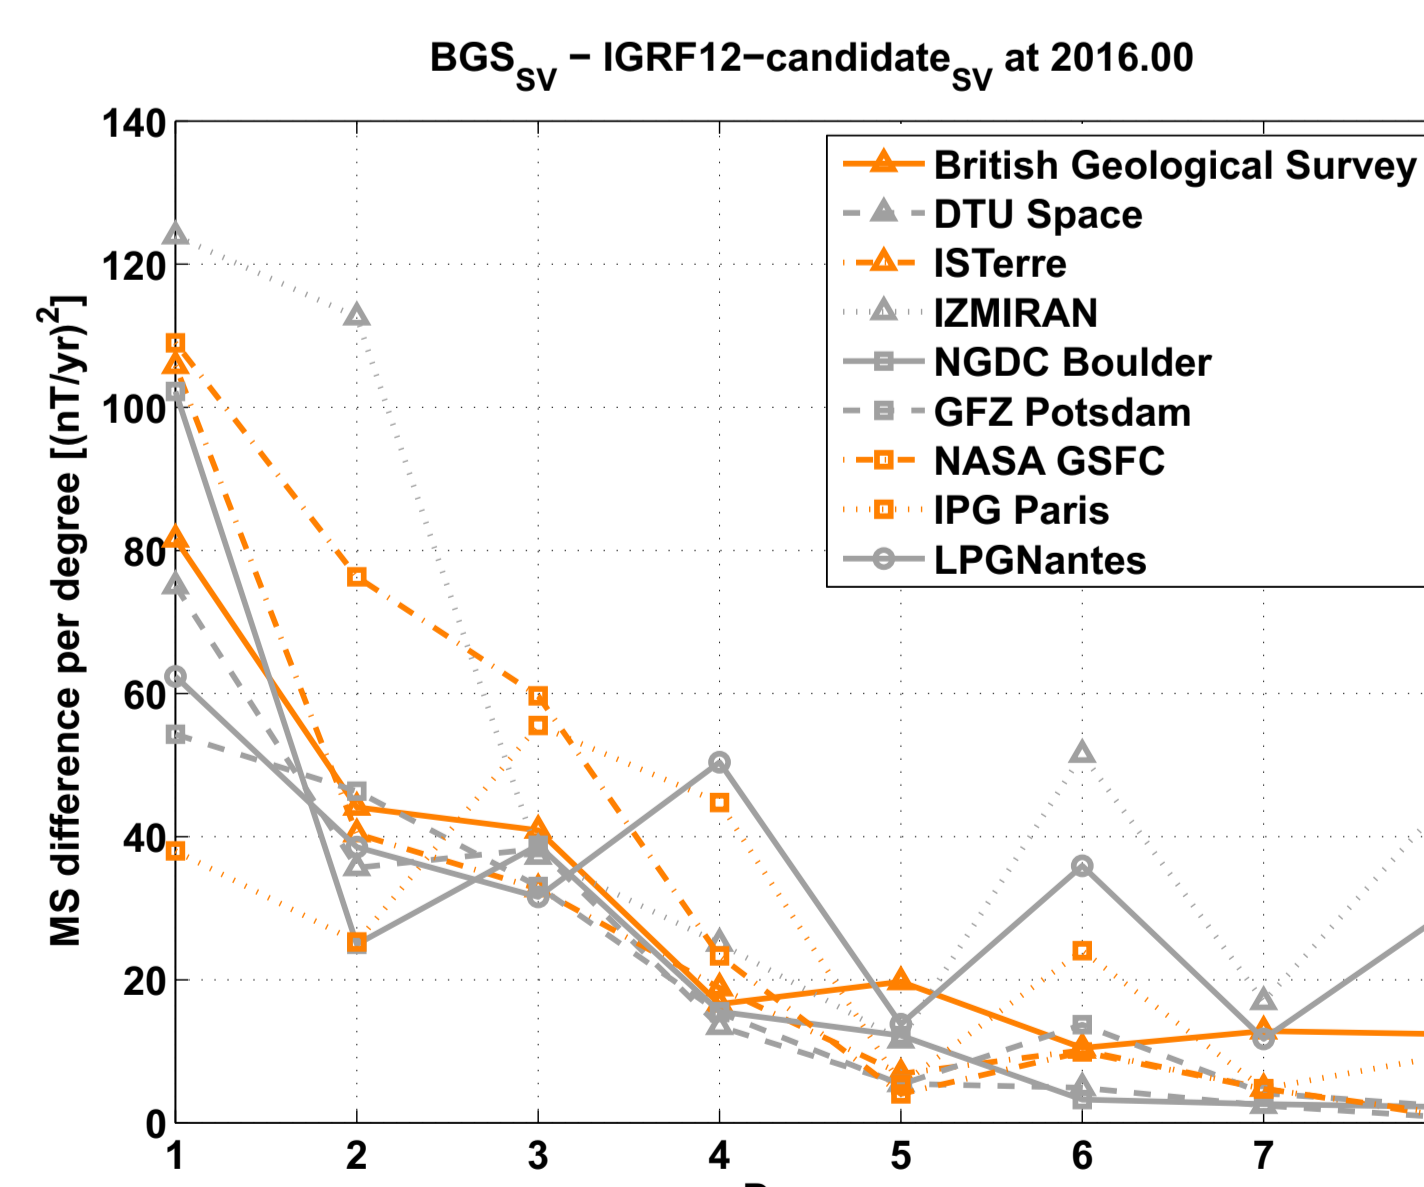 BGS_SV − IGRF12−candidate_SV at 2016.00
MS difference per degree [(nT/yr)²]
140
120
100
80
60
40
20
0
British Geological Survey
DTU Space
ISTerre
IZMIRAN
NGDC Boulder
GFZ Potsdam
NASA GSFC
IPG Paris
LPGNantes
1 2 3 4 5 6 7